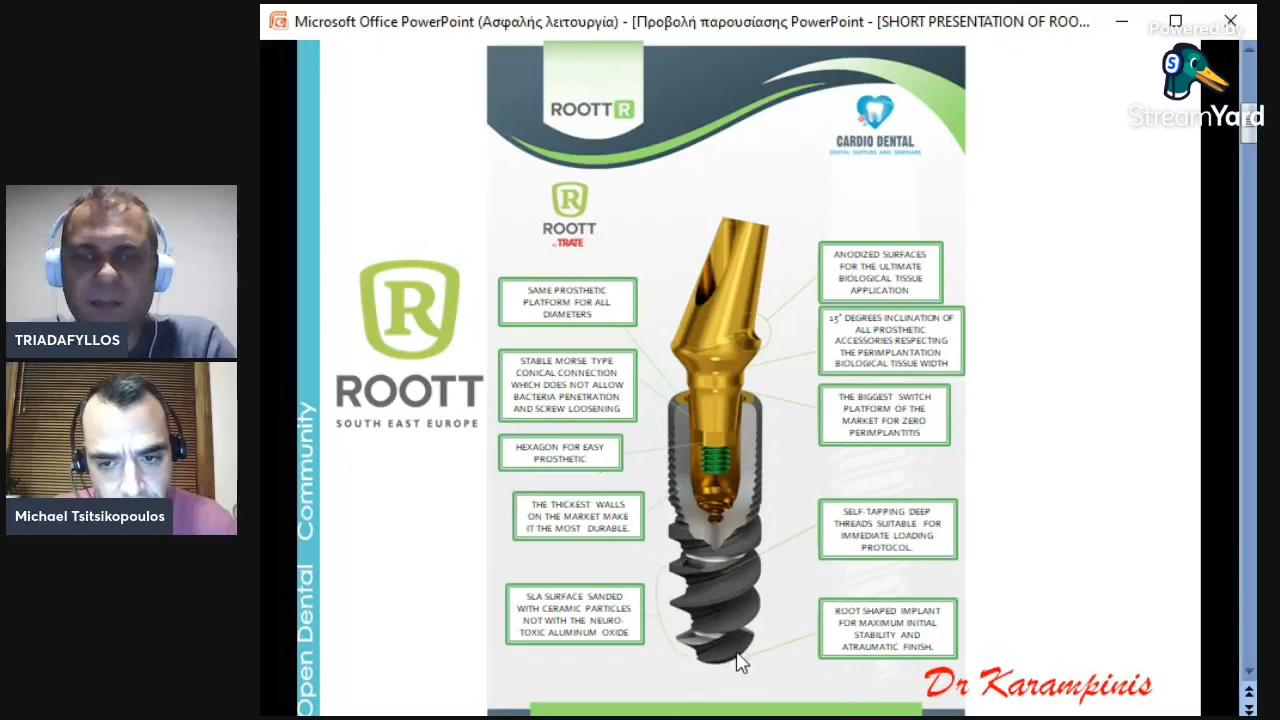 Microsoft Office PowerPoint (Ασφαλής λειτουργία) - [Προβολή παρουσίασης PowerPoint - [SHORT PRESENTATION OF ROO...
Powered by
StreamYard
ROOTT R
CARDIO DENTAL
DENTAL SUPPLIES AND SEMINARS
R
ROOTT
by TRATE
R
ROOTT
SOUTH EAST EUROPE
SAME PROSTHETIC
PLATFORM FOR ALL
DIAMETERS
STABLE MORSE TYPE
CONICAL CONNECTION
WHICH DOES NOT ALLOW
BACTERIA PENETRATION
AND SCREW LOOSENING
HEXAGON FOR EASY
PROSTHETIC
THE THICKEST WALLS
ON THE MARKET MAKE
IT THE MOST DURABLE.
SLA SURFACE SANDED
WITH CERAMIC PARTICLES
NOT WITH THE NEURO-
TOXIC ALUMINUM OXIDE
ANODIZED SURFACES
FOR THE ULTIMATE
BIOLOGICAL TISSUE
APPLICATION
15° DEGREES INCLINATION OF
ALL PROSTHETIC
ACCESSORIES RESPECTING
THE PERIMPLANTATION
BIOLOGICAL TISSUE WIDTH
THE BIGGEST SWITCH
PLATFORM OF THE
MARKET FOR ZERO
PERIMPLANTITIS
SELF-TAPPING DEEP
THREADS SUITABLE FOR
IMMEDIATE LOADING
PROTOCOL.
ROOT SHAPED IMPLANT
FOR MAXIMUM INITIAL
STABILITY AND
ATRAUMATIC FINISH.
Dr Karampinis
Open Dental Community
TRIADAFYLLOS
Michael Tsitsikopoulos